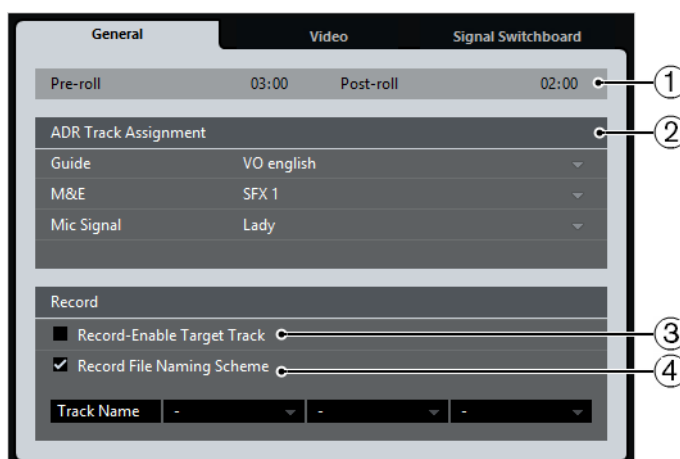 General Video Signal Switchboard
Pre-roll 03:00 Post-roll 02:00 1
ADR Track Assignment 2
Guide VO english
M&E SFX 1
Mic Signal Lady
Record
Record-Enable Target Track 3
Record File Naming Scheme 4
Track Name - - -